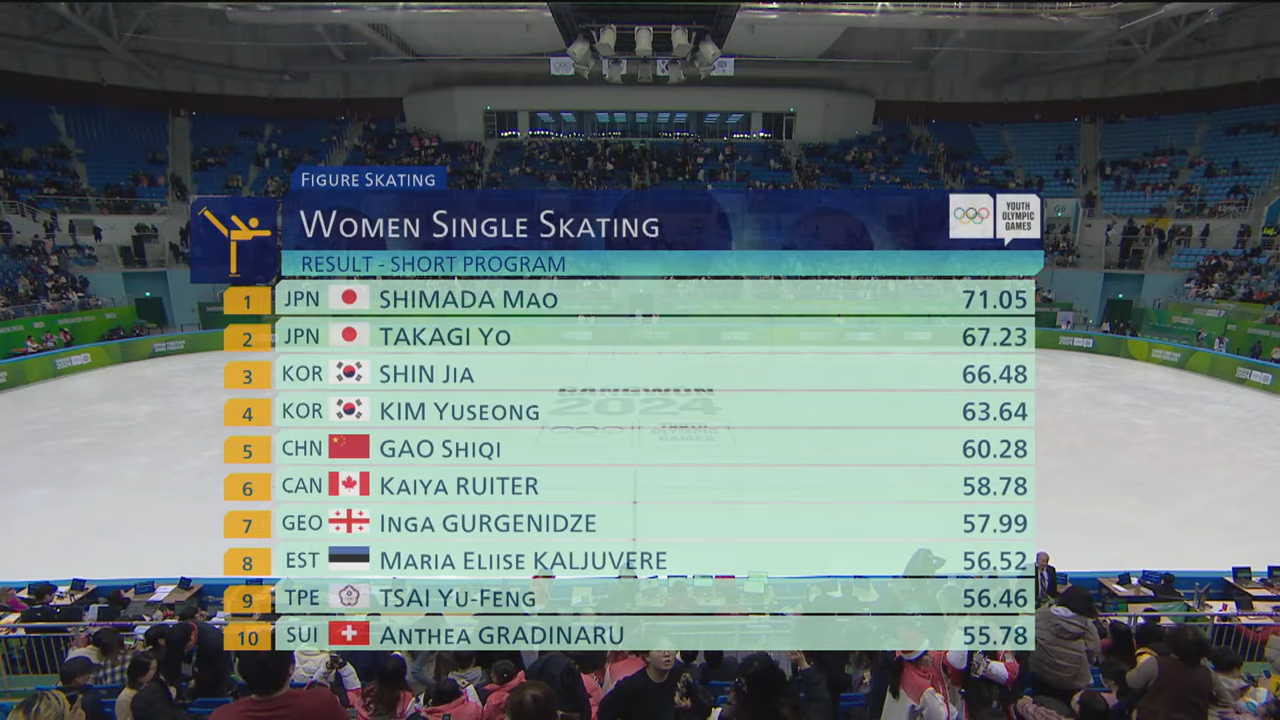 FIGURE SKATING
WOMEN SINGLE SKATING
YOUTH
OLYMPIC
GAMES
RESULT - SHORT PROGRAM
1 JPN SHIMADA MAO 71.05
2 JPN TAKAGI YO 67.23
3 KOR SHIN JIA 66.48
4 KOR KIM YUSEONG 63.64
5 CHN GAO SHIQI 60.28
6 CAN KAIYA RUITER 58.78
7 GEO INGA GURGENIDZE 57.99
8 EST MARIA ELIISE KALJUVERE 56.52
9 TPE TSAI YU-FENG 56.46
10 SUI ANTHEA GRADINARU 55.78
GANGWON
2024